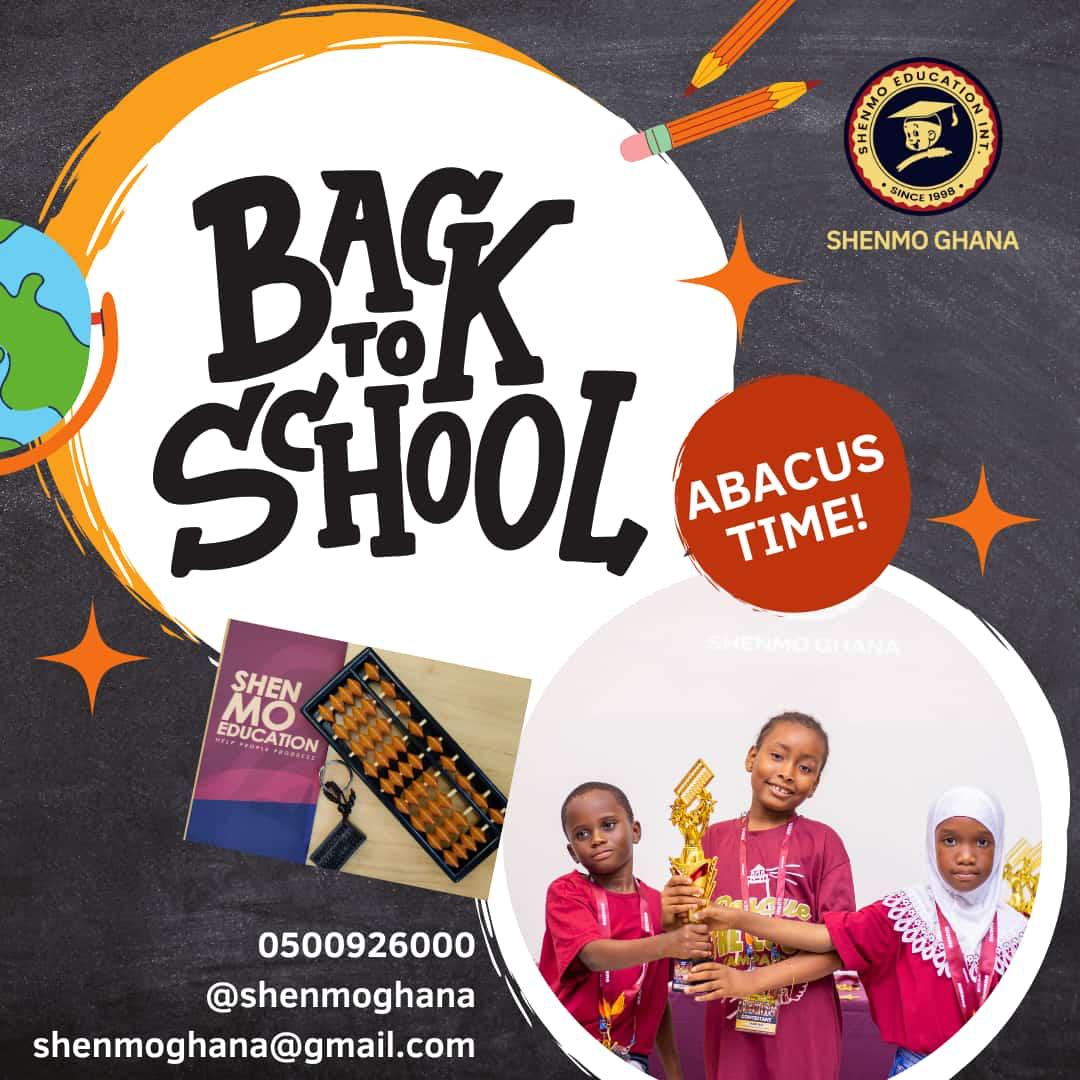 BACK
TO
SCHOOL
SHENMO EDUCATION INT.
• SINCE 1998 •
SHENMO GHANA
ABACUS
TIME!
SHEN
MO
EDUCATION
HELP PEOPLE PROGRESS
SHENMO GHANA
CONTESTANT
0500926000
@shenmoghana
shenmoghana@gmail.com